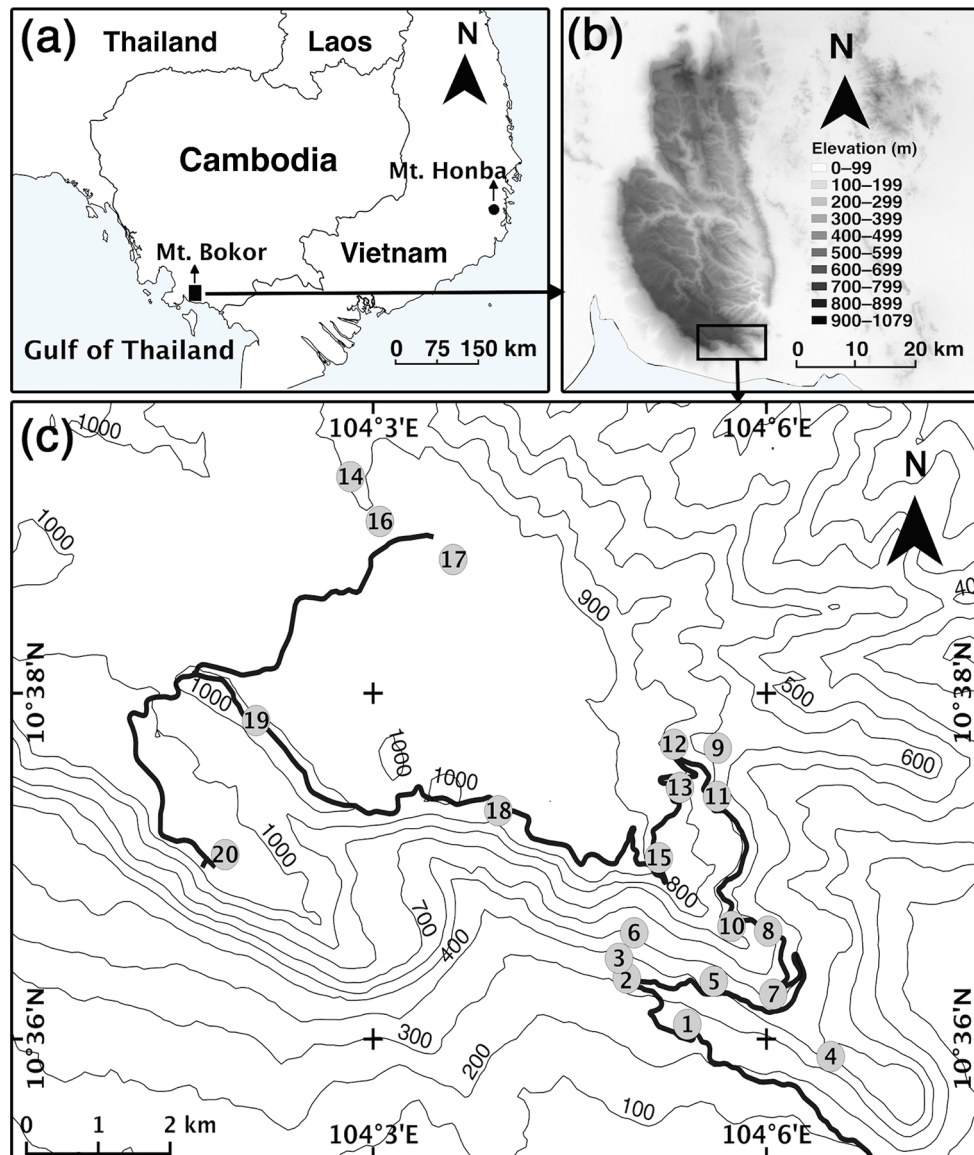 (a)
Thailand
Laos
N
Cambodia
Mt. Honba
Mt. Bokor
Vietnam
Gulf of Thailand
0 75 150 km
(b)
N
Elevation (m)
0–99
100–199
200–299
300–399
400–499
500–599
600–699
700–799
800–899
900–1079
0 10 20 km
(c)
1000
104°3'E
104°6'E
N
14
16
17
1000
900
40
10°38'N
10°38'N
500
1000
19
1000
12
9
600
1000
13
11
18
20
1000
15
800
700
400
10
8
6
3
2
5
7
10°36'N
10°36'N
1
4
300
200
100
0 1 2 km
104°3'E
104°6'E